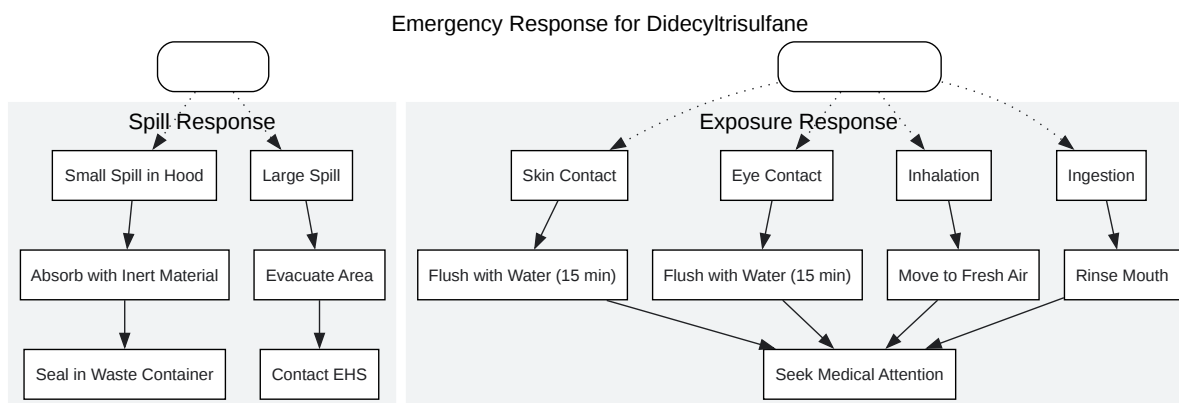 Emergency Response for Didecyltrisulfane
Spill Response
Exposure Response
Small Spill in Hood
Large Spill
Skin Contact
Eye Contact
Inhalation
Ingestion
Absorb with Inert Material
Evacuate Area
Flush with Water (15 min)
Flush with Water (15 min)
Move to Fresh Air
Rinse Mouth
Seal in Waste Container
Contact EHS
Seek Medical Attention